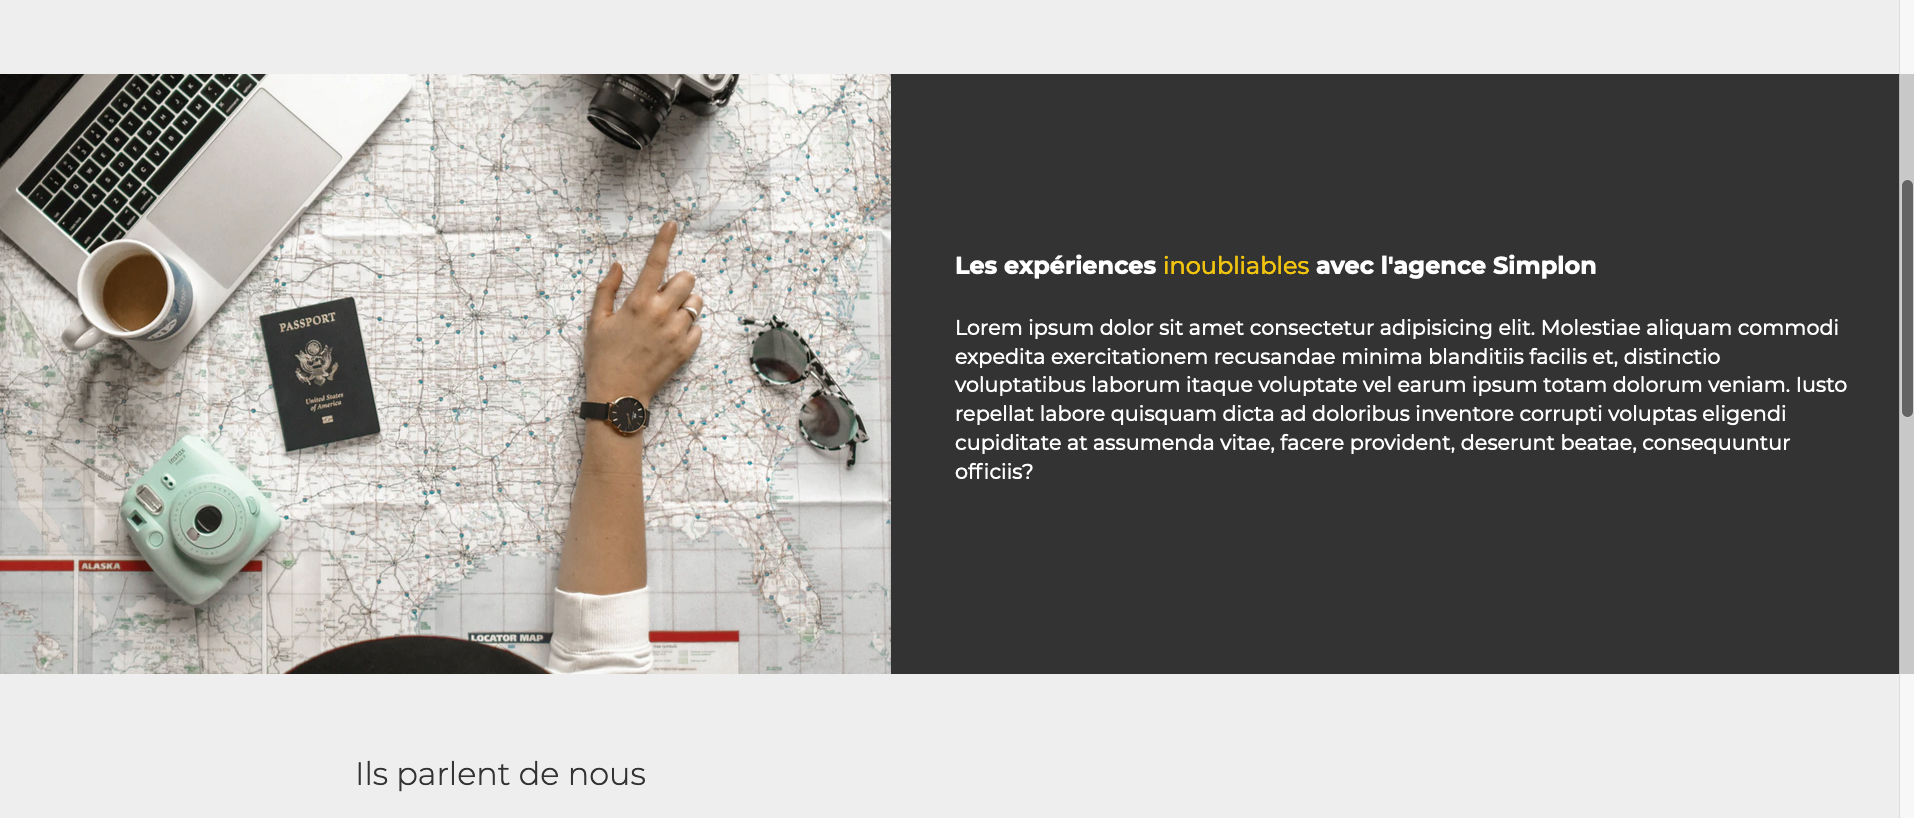 PASSPORT
United States
of America
instax
ALASKA
LOCATOR MAP
Les expériences inoubliables avec l'agence Simplon
Lorem ipsum dolor sit amet consectetur adipisicing elit. Molestiae aliquam commodi
expedita exercitationem recusandae minima blanditiis facilis et, distinctio
voluptatibus laborum itaque voluptate vel earum ipsum totam dolorum veniam. Iusto
repellat labore quisquam dicta ad doloribus inventore corrupti voluptas eligendi
cupiditate at assumenda vitae, facere provident, deserunt beatae, consequuntur
officiis?
Ils parlent de nous